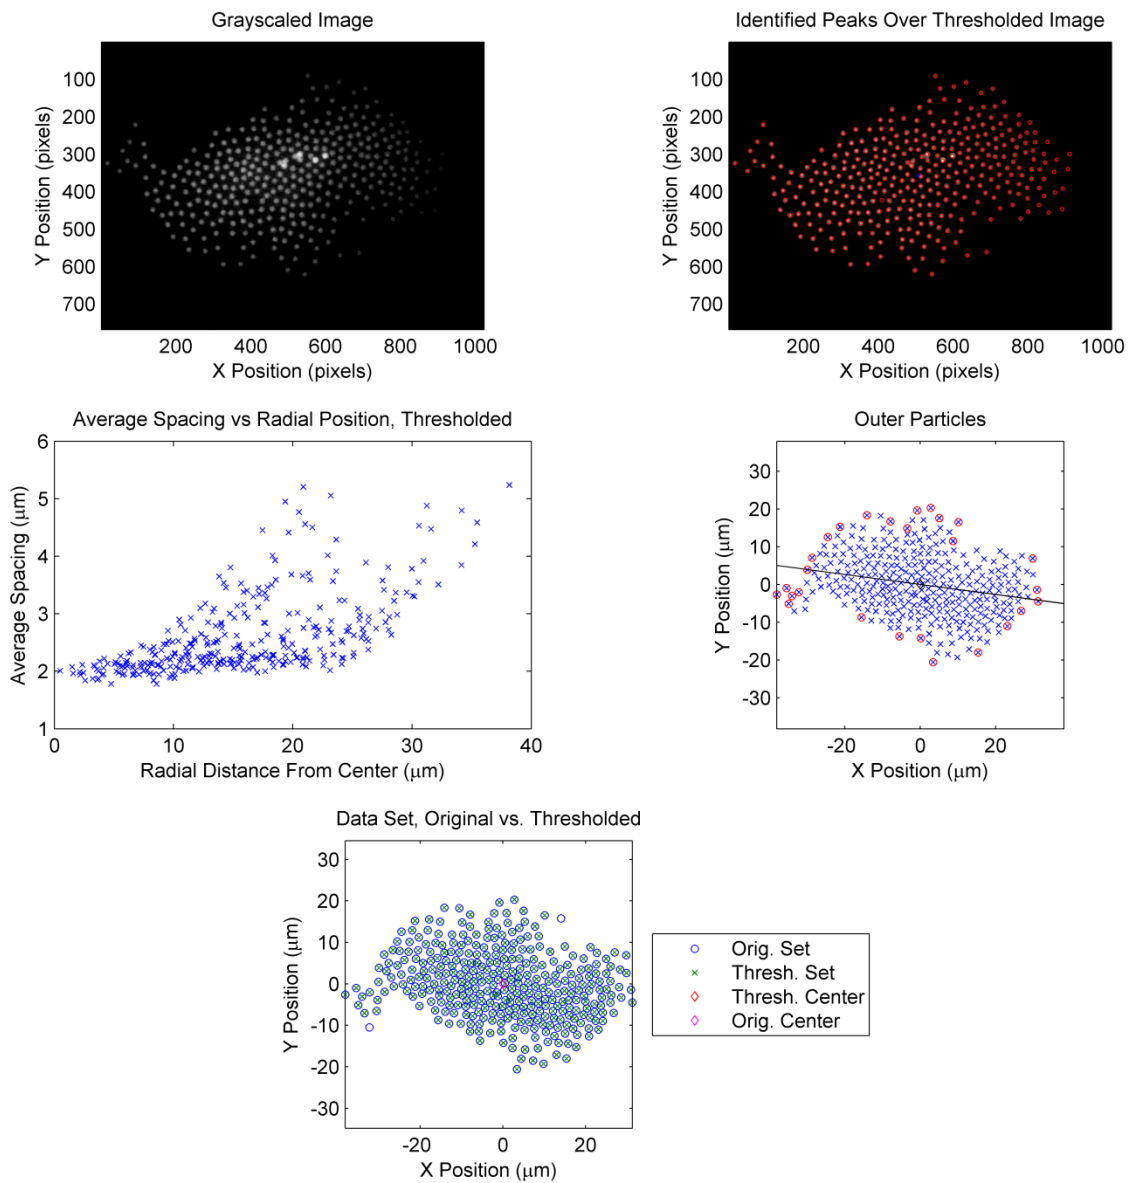 Grayscaled Image
Identified Peaks Over Thresholded Image
Y Position (pixels)
100
200
300
400
500
600
700
200 400 600 800 1000
X Position (pixels)
Y Position (pixels)
100
200
300
400
500
600
700
200 400 600 800 1000
X Position (pixels)
Average Spacing vs Radial Position, Thresholded
Average Spacing (μm)
6
5
4
3
2
1
0 10 20 30 40
Radial Distance From Center (μm)
Outer Particles
Y Position (μm)
30
20
10
0
-10
-20
-30
-20 0 20
X Position (μm)
Data Set, Original vs. Thresholded
Y Position (μm)
30
20
10
0
-10
-20
-30
-20 0 20
X Position (μm)
Orig. Set
Thresh. Set
Thresh. Center
Orig. Center